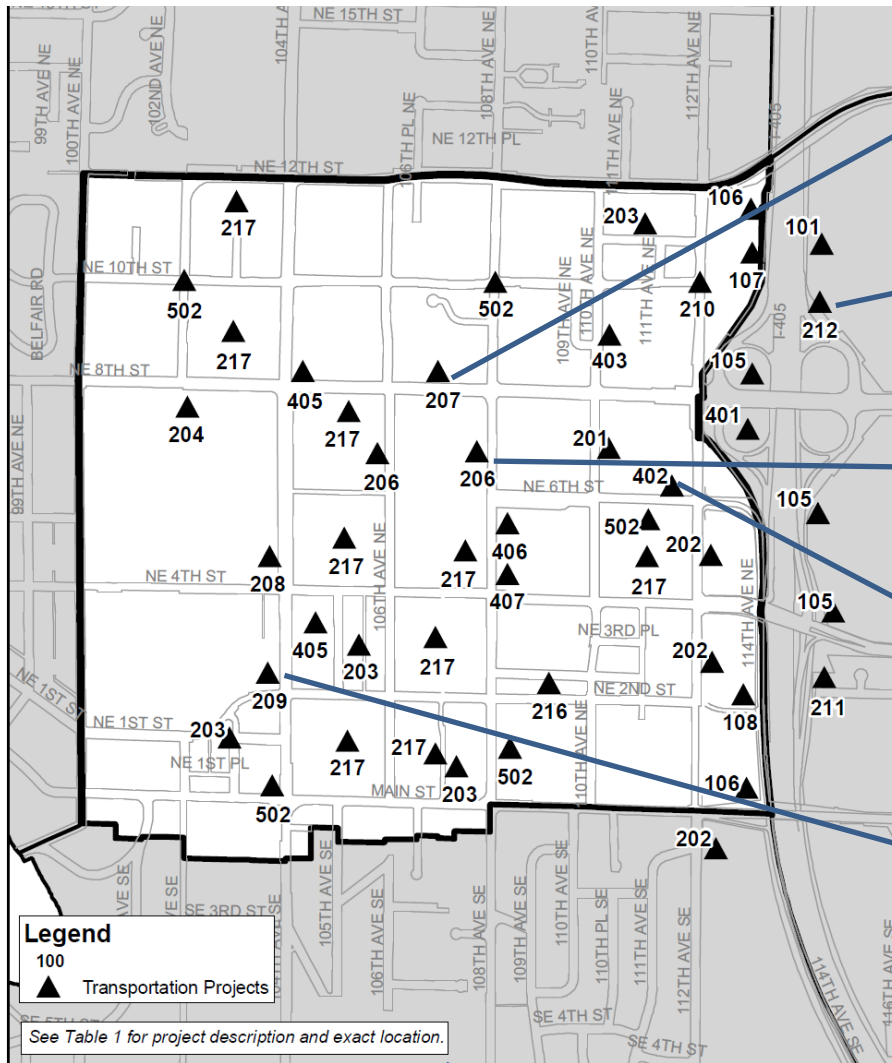 NE 15TH ST
104TH AVE NE
110TH AVE NE
99TH AVE NE
100TH AVE NE
102ND AVE NE
108TH AVE NE
112TH AVE NE
I-405
NE 12TH PL
106TH PL NE
111TH AVE NE
NE 12TH ST
106
217
203
101
107
BELFAIR RD
NE 10TH ST
109TH AVE NE
110TH AVE NE
111TH AVE NE
502
502
210
212
I-405
217
403
NE 8TH ST
405
207
105
204
217
401
99TH AVE NE
201
206
206
402
NE 6TH ST
105
502
406
202
217
217
217
106TH AVE NE
208
407
NE 4TH ST
114TH AVE NE
105
405
203
217
NE 3RD PL
202
209
216
NE 2ND ST
211
108
NE 1ST ST
NE 1ST ST
203
217
217
NE 1ST PL
203
502
110TH AVE NE
502
MAIN ST
106
202
SE 3RD ST
105TH AVE SE
106TH AVE SE
108TH AVE SE
109TH AVE SE
110TH PL SE
111TH AVE SE
112TH AVE SE
114TH AVE SE
116TH AVE SE
SE 4TH ST
SE 4TH ST
Legend
100
Transportation Projects
See Table 1 for project description and exact location.